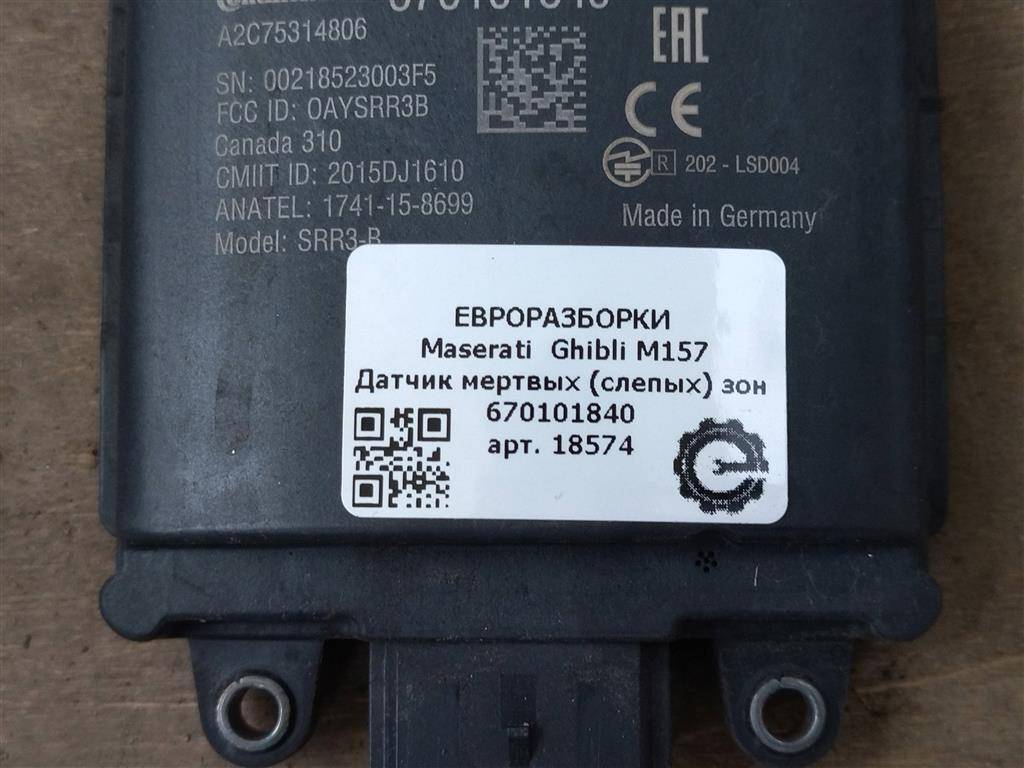 A2C75314806
SN: 00218523003F5
FCC ID: OAYSRR3B
Canada 310
CMIIT ID: 2015DJ1610
ANATEL: 1741-15-8699
Model: SRR3-B
EAC
CE
R 202 - LSD004
Made in Germany
ЕВРОРАЗБОРКИ
Maserati Ghibli M157
Датчик мертвых (слепых) зон
670101840
арт. 18574